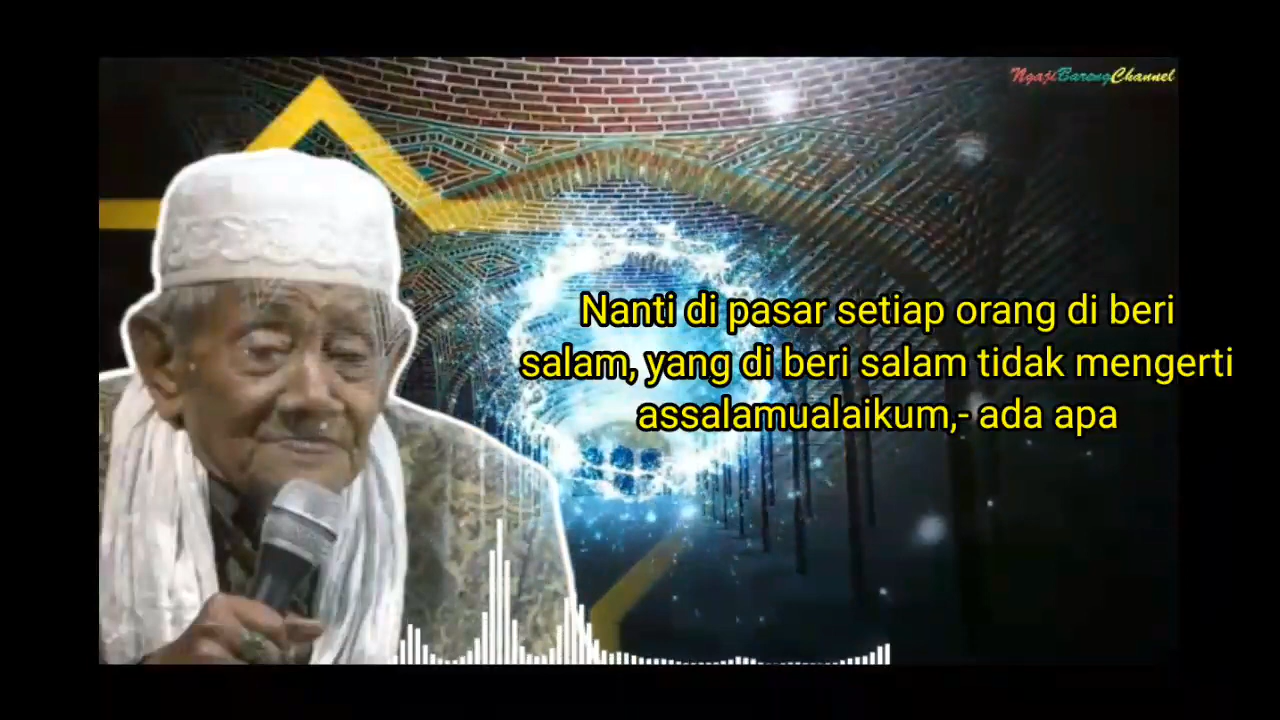 NgajiBarengChannel
Nanti di pasar setiap orang di beri
salam, yang di beri salam tidak mengerti
assalamualaikum,- ada apa